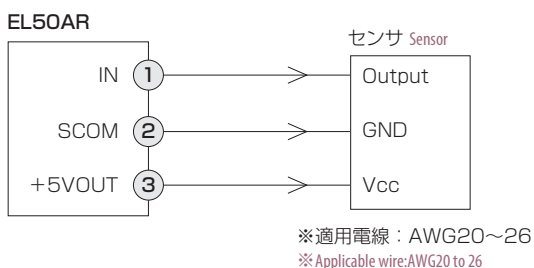 EL50AR
センサ Sensor
IN 1 Output
SCOM 2 GND
+5VOUT 3 Vcc
※適用電線：AWG20～26
※Applicable wire:AWG20 to 26